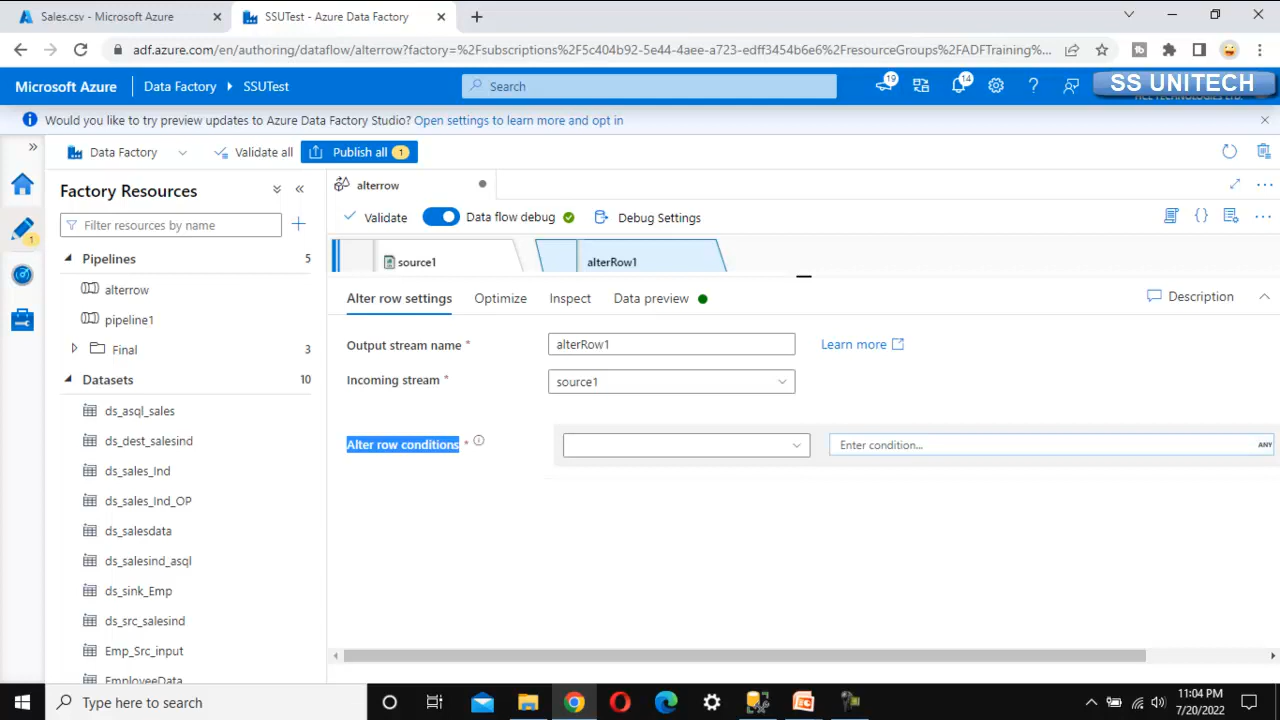 Sales.csv - Microsoft Azure
SSUTest - Azure Data Factory
adf.azure.com/en/authoring/dataflow/alterrow?factory=%2Fsubscriptions%2F5c404b92-5e44-4aee-a723-edff3454b6e6%2FresourceGroups%2FADFTraining%...
Microsoft Azure
Data Factory
SSUTest
Search
19
14
SS UNITECH
Would you like to try preview updates to Azure Data Factory Studio? Open settings to learn more and opt in
Data Factory
Validate all
Publish all 1
Factory Resources
alterrow
Filter resources by name
Validate
Data flow debug
Debug Settings
1
Pipelines 5
source1
alterRow1
alterrow
Alter row settings
Optimize
Inspect
Data preview
Description
pipeline1
Output stream name *
alterRow1
Learn more
Final 3
Incoming stream *
source1
Datasets 10
ds_asql_sales
ds_dest_salesind
Alter row conditions *
Enter condition...
ANY
ds_sales_Ind
ds_sales_Ind_OP
ds_salesdata
ds_salesind_asql
ds_sink_Emp
ds_src_salesind
Emp_Src_input
EmployeeData
Type here to search
11:04 PM
7/20/2022